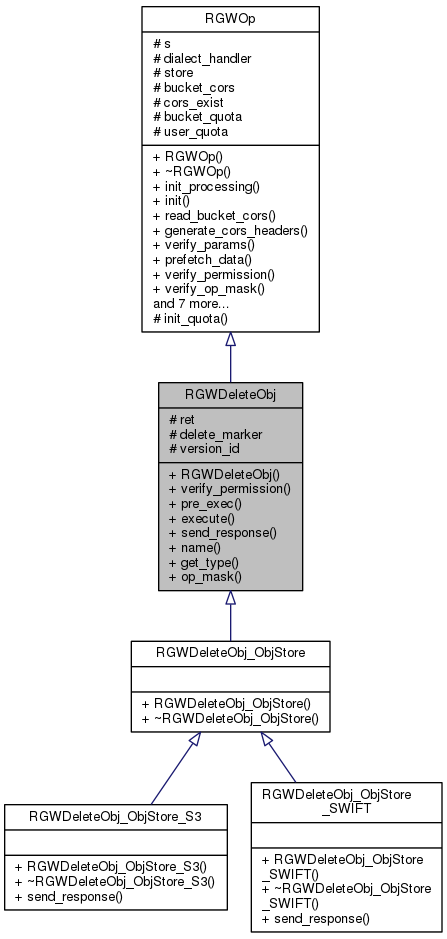 RGWOp
# s
# dialect_handler
# store
# bucket_cors
# cors_exist
# bucket_quota
# user_quota
+ RGWOp()
+ ~RGWOp()
+ init_processing()
+ init()
+ read_bucket_cors()
+ generate_cors_headers()
+ verify_params()
+ prefetch_data()
+ verify_permission()
+ verify_op_mask()
and 7 more...
# init_quota()
RGWDeleteObj
# ret
# delete_marker
# version_id
+ RGWDeleteObj()
+ verify_permission()
+ pre_exec()
+ execute()
+ send_response()
+ name()
+ get_type()
+ op_mask()
RGWDeleteObj_ObjStore
+ RGWDeleteObj_ObjStore()
+ ~RGWDeleteObj_ObjStore()
RGWDeleteObj_ObjStore_S3
+ RGWDeleteObj_ObjStore_S3()
+ ~RGWDeleteObj_ObjStore_S3()
+ send_response()
RGWDeleteObj_ObjStore
_SWIFT
+ RGWDeleteObj_ObjStore
_SWIFT()
+ ~RGWDeleteObj_ObjStore
_SWIFT()
+ send_response()